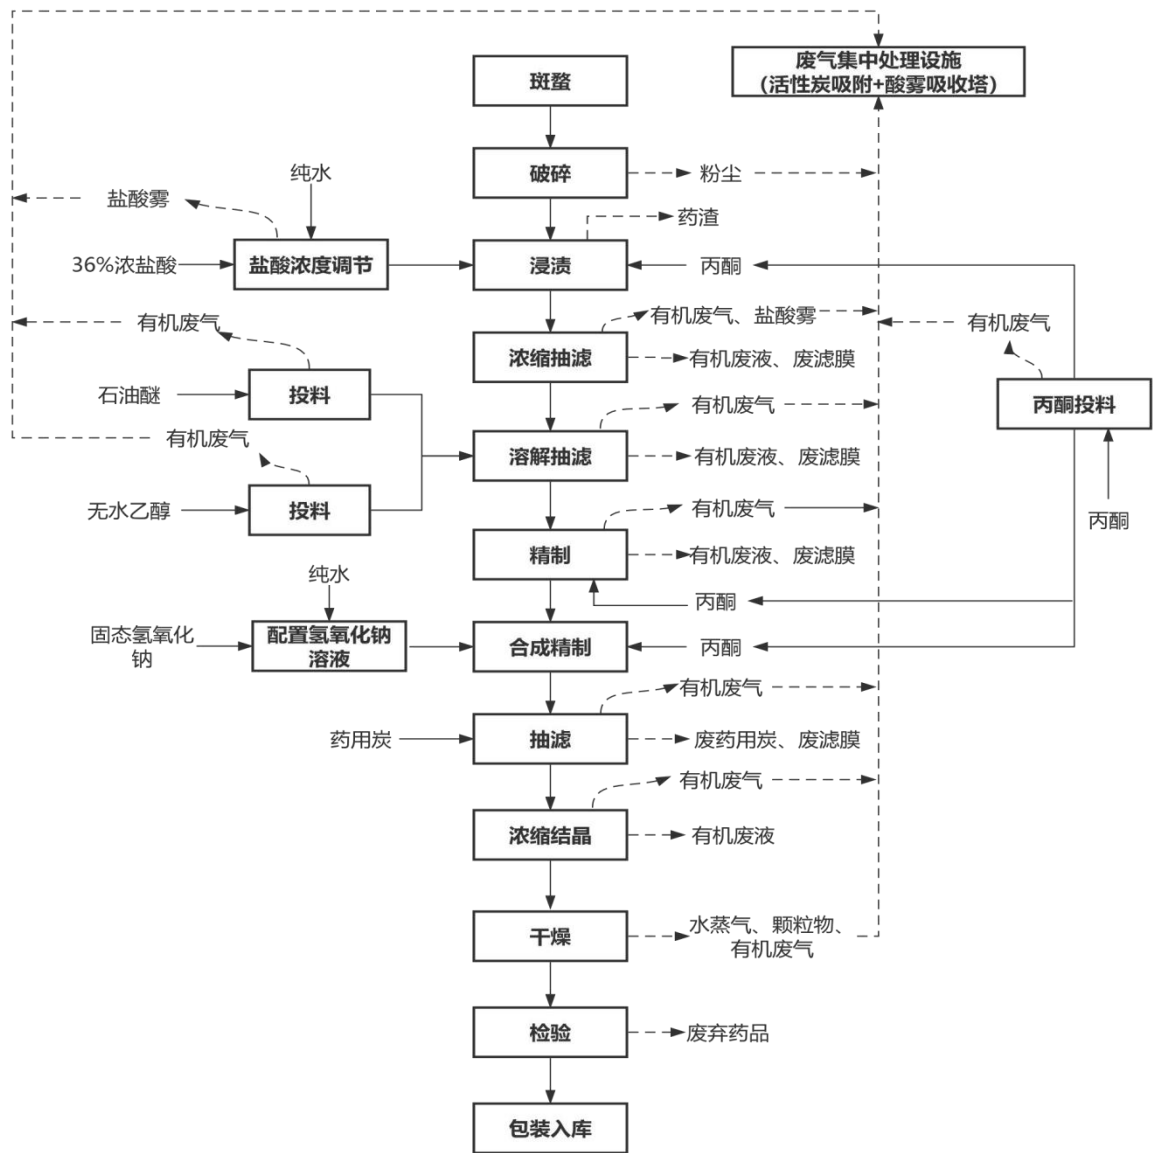 废气集中处理设施
（活性炭吸附+酸雾吸收塔）
斑蝥
破碎
粉尘
纯水
盐酸雾
药渣
36%浓盐酸
盐酸浓度调节
浸渍
丙酮
有机废气
有机废气、盐酸雾
有机废气
浓缩抽滤
有机废液、废滤膜
石油醚
投料
有机废气
丙酮投料
有机废气
溶解抽滤
有机废液、废滤膜
无水乙醇
投料
有机废气
丙酮
精制
有机废液、废滤膜
纯水
丙酮
固态氢氧化
钠
配置氢氧化钠
溶液
合成精制
丙酮
有机废气
药用炭
抽滤
废药用炭、废滤膜
有机废气
浓缩结晶
有机废液
干燥
水蒸气、颗粒物、
有机废气
检验
废弃药品
包装入库